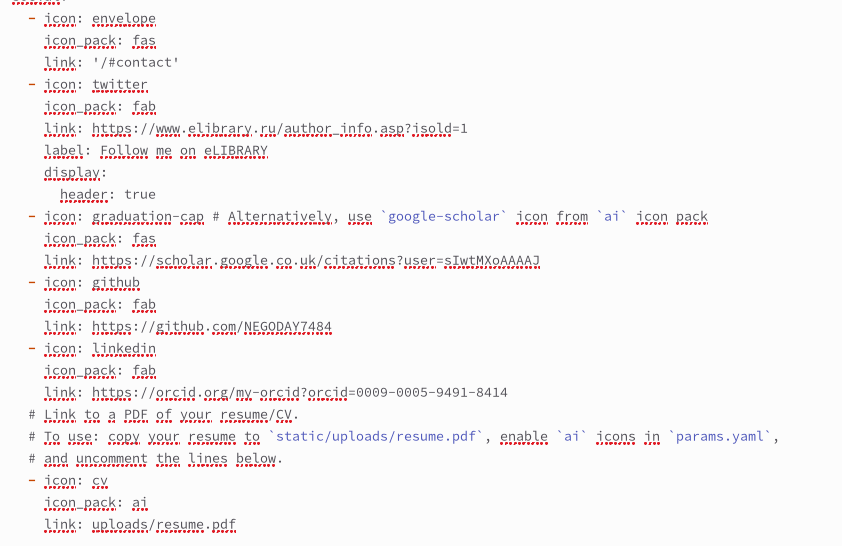 - icon: envelope
icon_pack: fas
link: '/#contact'
- icon: twitter
icon_pack: fab
link: https://www.elibrary.ru/author_info.asp?isold=1
label: Follow me on eLIBRARY
display:
header: true
- icon: graduation-cap # Alternatively, use `google-scholar` icon from `ai` icon pack
icon_pack: fas
link: https://scholar.google.co.uk/citations?user=sIwtMXoAAAAJ
- icon: github
icon_pack: fab
link: https://github.com/NEGODAY7484
- icon: linkedin
icon_pack: fab
link: https://orcid.org/my-orcid?orcid=0009-0005-9491-8414
# Link to a PDF of your resume/CV.
# To use: copy your resume to `static/uploads/resume.pdf`, enable `ai` icons in `params.yaml`,
# and uncomment the lines below.
- icon: cv
icon_pack: ai
link: uploads/resume.pdf